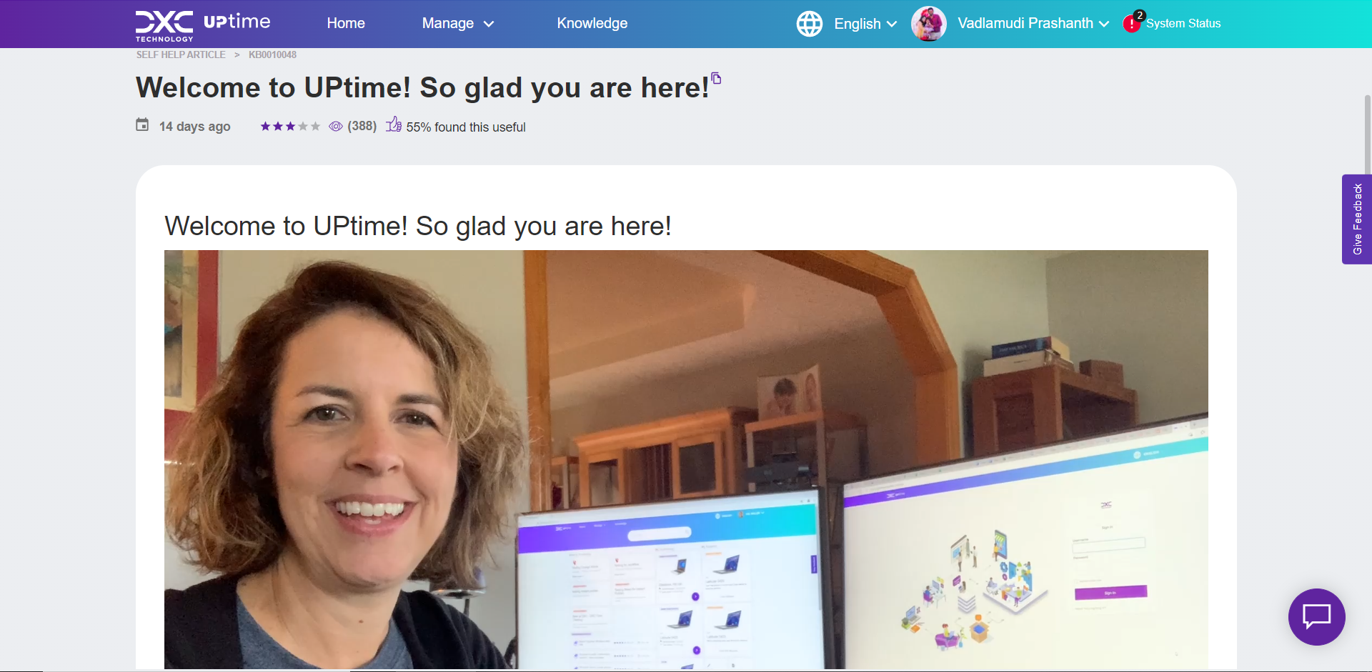 DXC TECHNOLOGY UPtime Home Manage Knowledge English Vadlamudi Prashanth 2 System Status
SELF HELP ARTICLE > KB0010048
Welcome to UPtime! So glad you are here!
14 days ago (388) 55% found this useful
Give Feedback
Welcome to UPtime! So glad you are here!